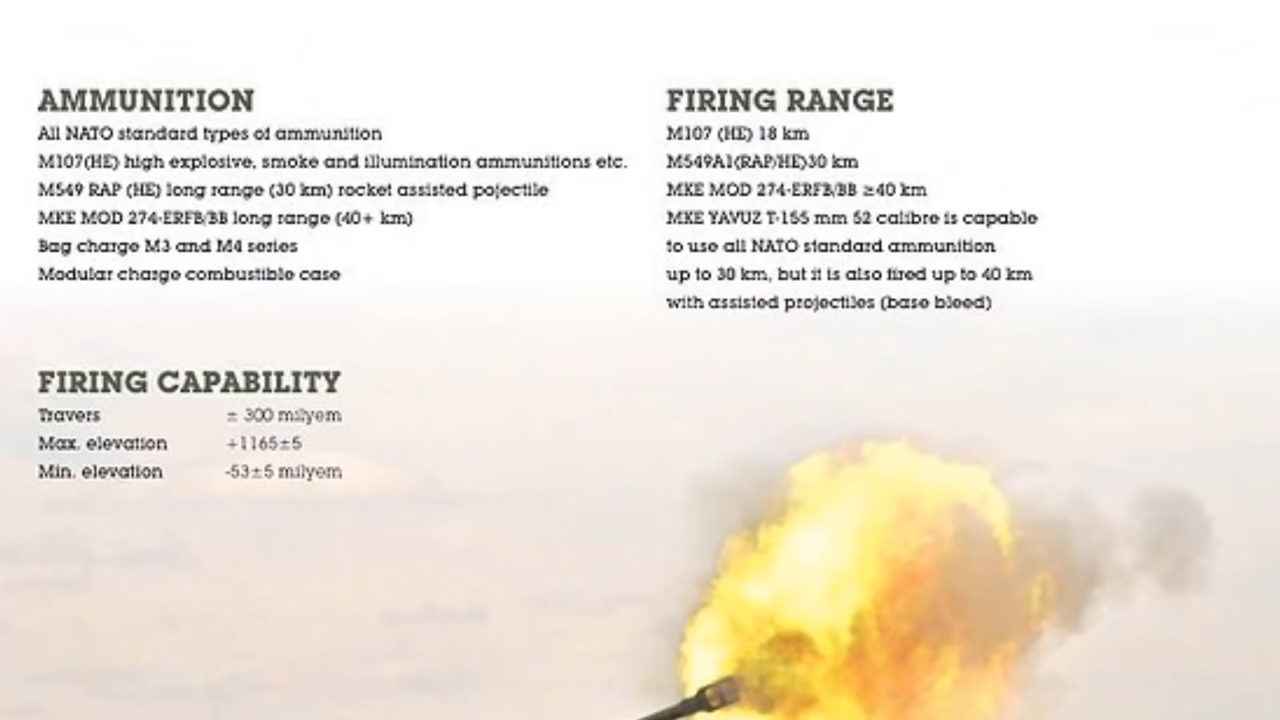 AMMUNITION
All NATO standard types of ammunition
M107(HE) high explosive, smoke and illumination ammunitions etc.
M549 RAP (HE) long range (30 km) rocket assisted pojectile
MKE MOD 274-ERFB/BB long range (40+ km)
Bag charge M3 and M4 series
Modular charge combustible case
FIRING RANGE
M107 (HE) 18 km
M549A1(RAP/HE)30 km
MKE MOD 274-ERFB/BB ≥40 km
MKE YAVUZ T-155 mm 52 calibre is capable
to use all NATO standard ammunition
up to 30 km, but it is also fired up to 40 km
with assisted projectiles (base bleed)
FIRING CAPABILITY
Travers ± 300 milyem
Max. elevation +1165±5
Min. elevation -53±5 milyem